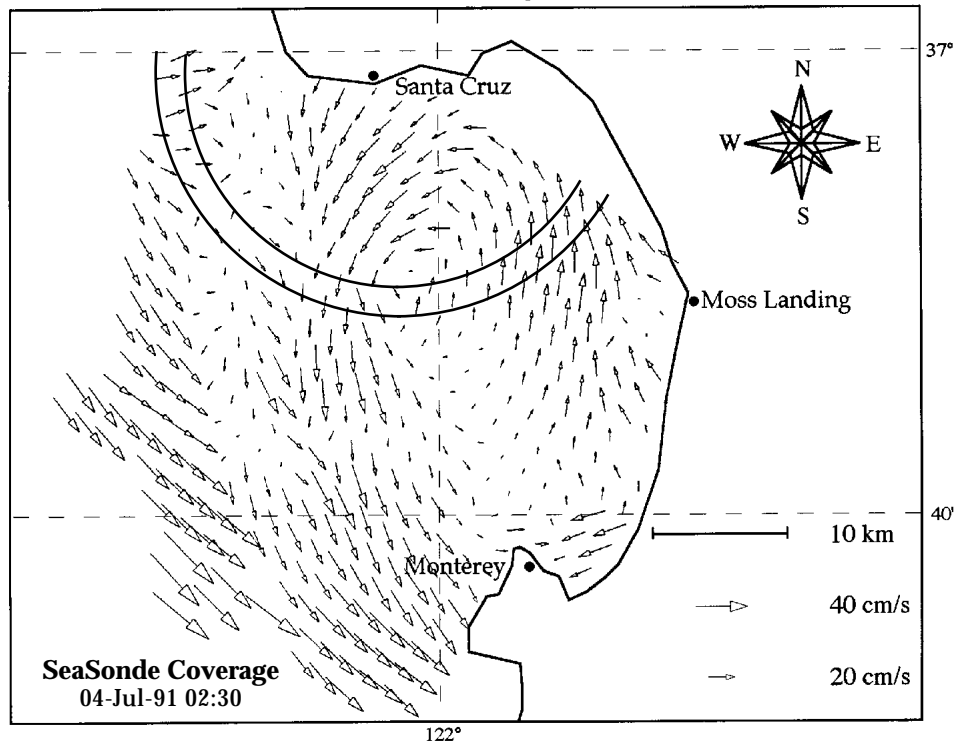 37°
Santa Cruz
N
W E
S
Moss Landing
40'
10 km
Monterey
40 cm/s
SeaSonde Coverage
20 cm/s
04-Jul-91 02:30
122°